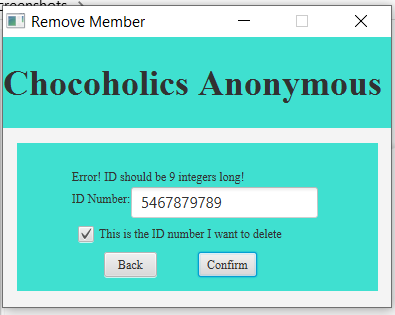 Remove Member
Chocoholics Anonymous
Error! ID should be 9 integers long!
ID Number: 5467879789
This is the ID number I want to delete
Back Confirm